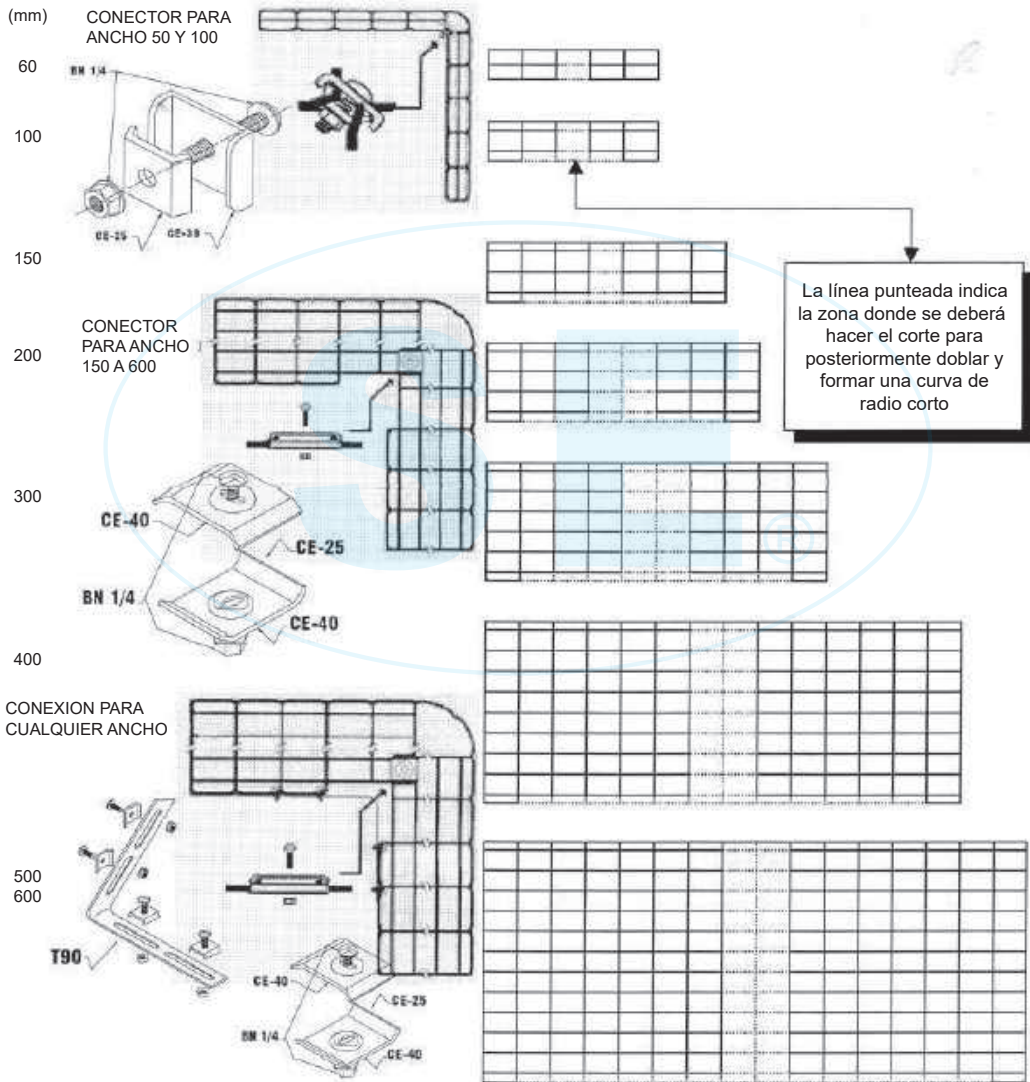 (mm)
CONECTOR PARA
ANCHO 50 Y 100
60
BN 1/4
100
CE-25
CE-30
150
La línea punteada indica
la zona donde se deberá
hacer el corte para
posteriormente doblar y
formar una curva de
radio corto
CONECTOR
PARA ANCHO
150 A 600
200
300
CE-40
CE-25
BN 1/4
CE-40
SE®
400
CONEXION PARA
CUALQUIER ANCHO
500
600
T90
CE-40
CE-25
BN 1/4
CE-40